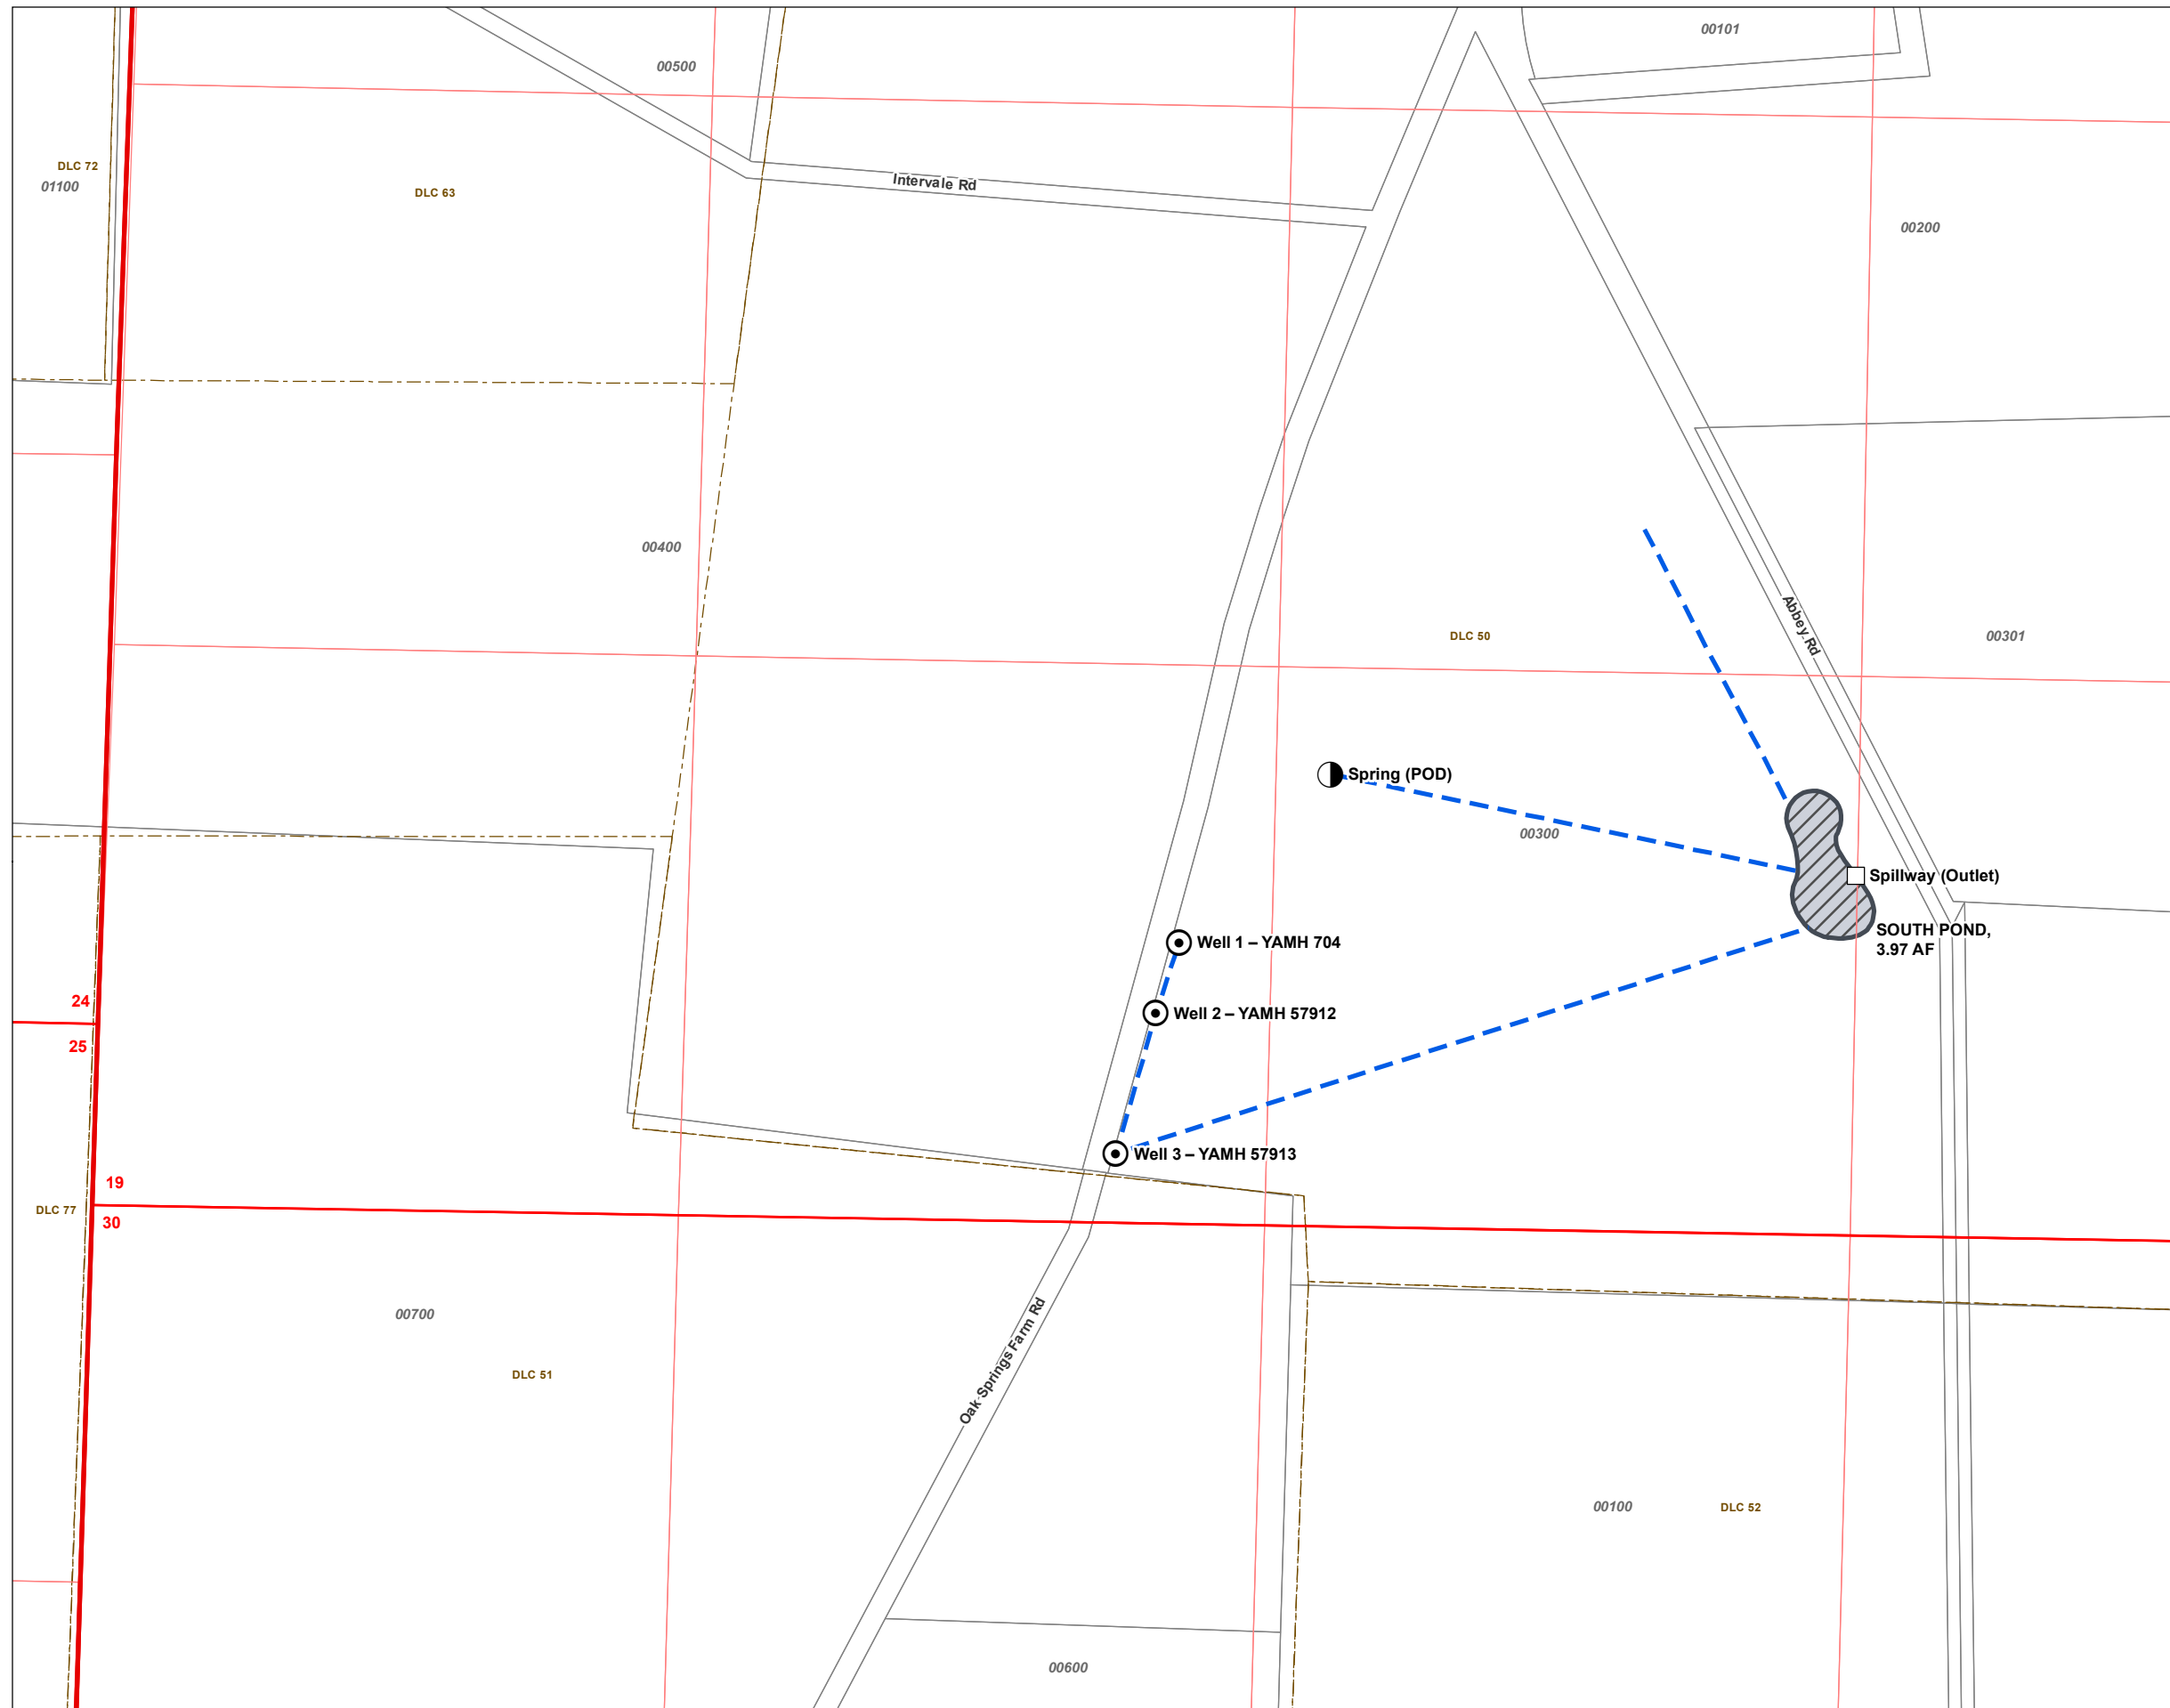 00101
00500
DLC 72
01100
DLC 63
Intervale Rd
00200
00400
Abbey Rd
DLC 50
00301
Spring (POD)
00300
Spillway (Outlet)
SOUTH POND,
3.97 AF
Well 1 – YAMH 704
Well 2 – YAMH 57912
24
25
Well 3 – YAMH 57913
19
DLC 77
30
00700
Oak Springs Farm Rd
DLC 51
00100
DLC 52
00600